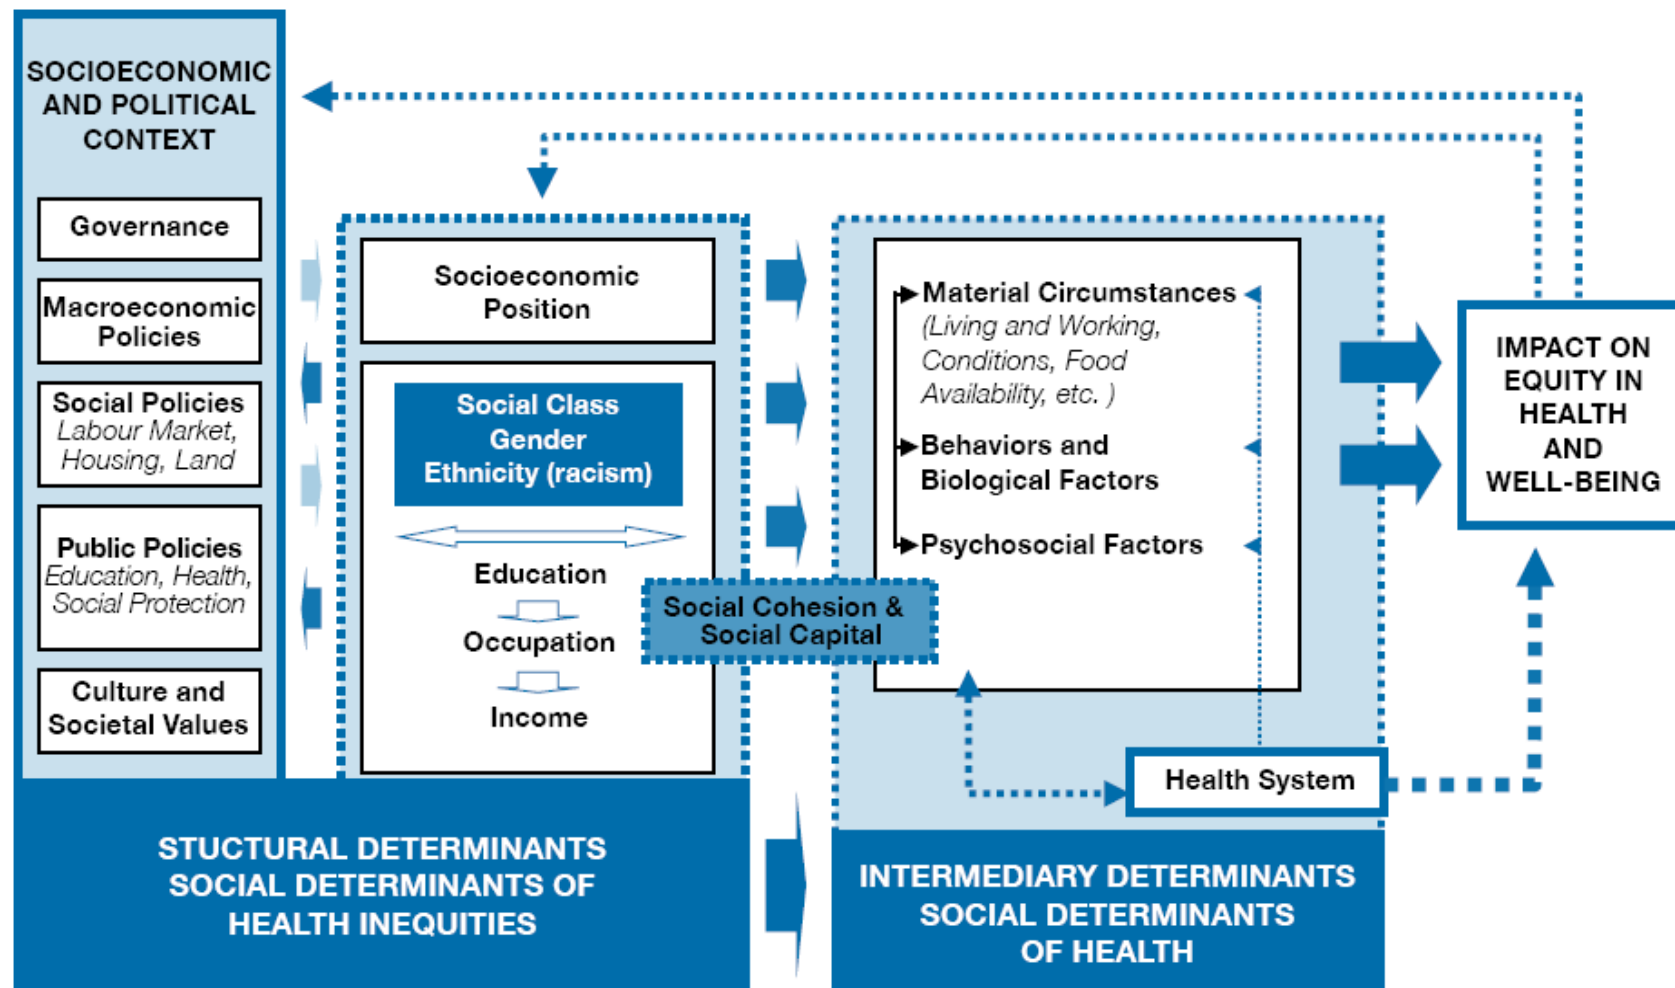 SOCIOECONOMIC
AND POLITICAL
CONTEXT
Governance
Macroeconomic
Policies
Social Policies
Labour Market,
Housing, Land
Public Policies
Education, Health,
Social Protection
Culture and
Societal Values
Socioeconomic
Position
Social Class
Gender
Ethnicity (racism)
Education
Occupation
Income
Social Cohesion &
Social Capital
Material Circumstances
(Living and Working,
Conditions, Food
Availability, etc. )
Behaviors and
Biological Factors
Psychosocial Factors
Health System
IMPACT ON
EQUITY IN
HEALTH
AND
WELL-BEING
STUCTURAL DETERMINANTS
SOCIAL DETERMINANTS OF
HEALTH INEQUITIES
INTERMEDIARY DETERMINANTS
SOCIAL DETERMINANTS
OF HEALTH